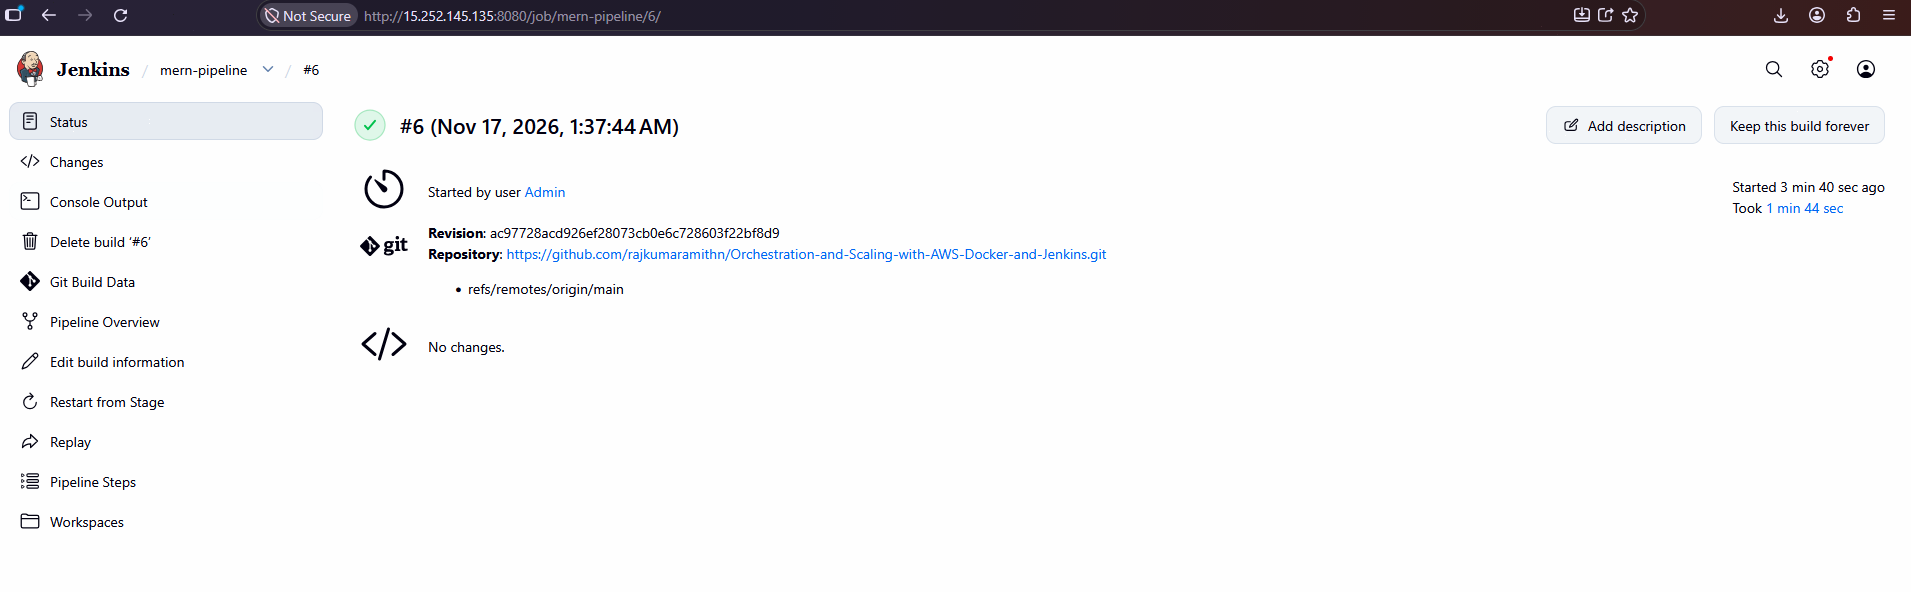 Not Secure http://15.252.145.135:8080/job/mern-pipeline/6/
Jenkins / mern-pipeline / #6
Status
Changes
Console Output
Delete build ‘#6’
Git Build Data
Pipeline Overview
Edit build information
Restart from Stage
Replay
Pipeline Steps
Workspaces
#6 (Nov 17, 2026, 1:37:44 AM)
Add description
Keep this build forever
Started by user Admin
Started 3 min 40 sec ago
Took 1 min 44 sec
git
Revision: ac97728acd926ef28073cb0e6c728603f22bf8d9
Repository: https://github.com/rajkumaramithn/Orchestration-and-Scaling-with-AWS-Docker-and-Jenkins.git
• refs/remotes/origin/main
No changes.